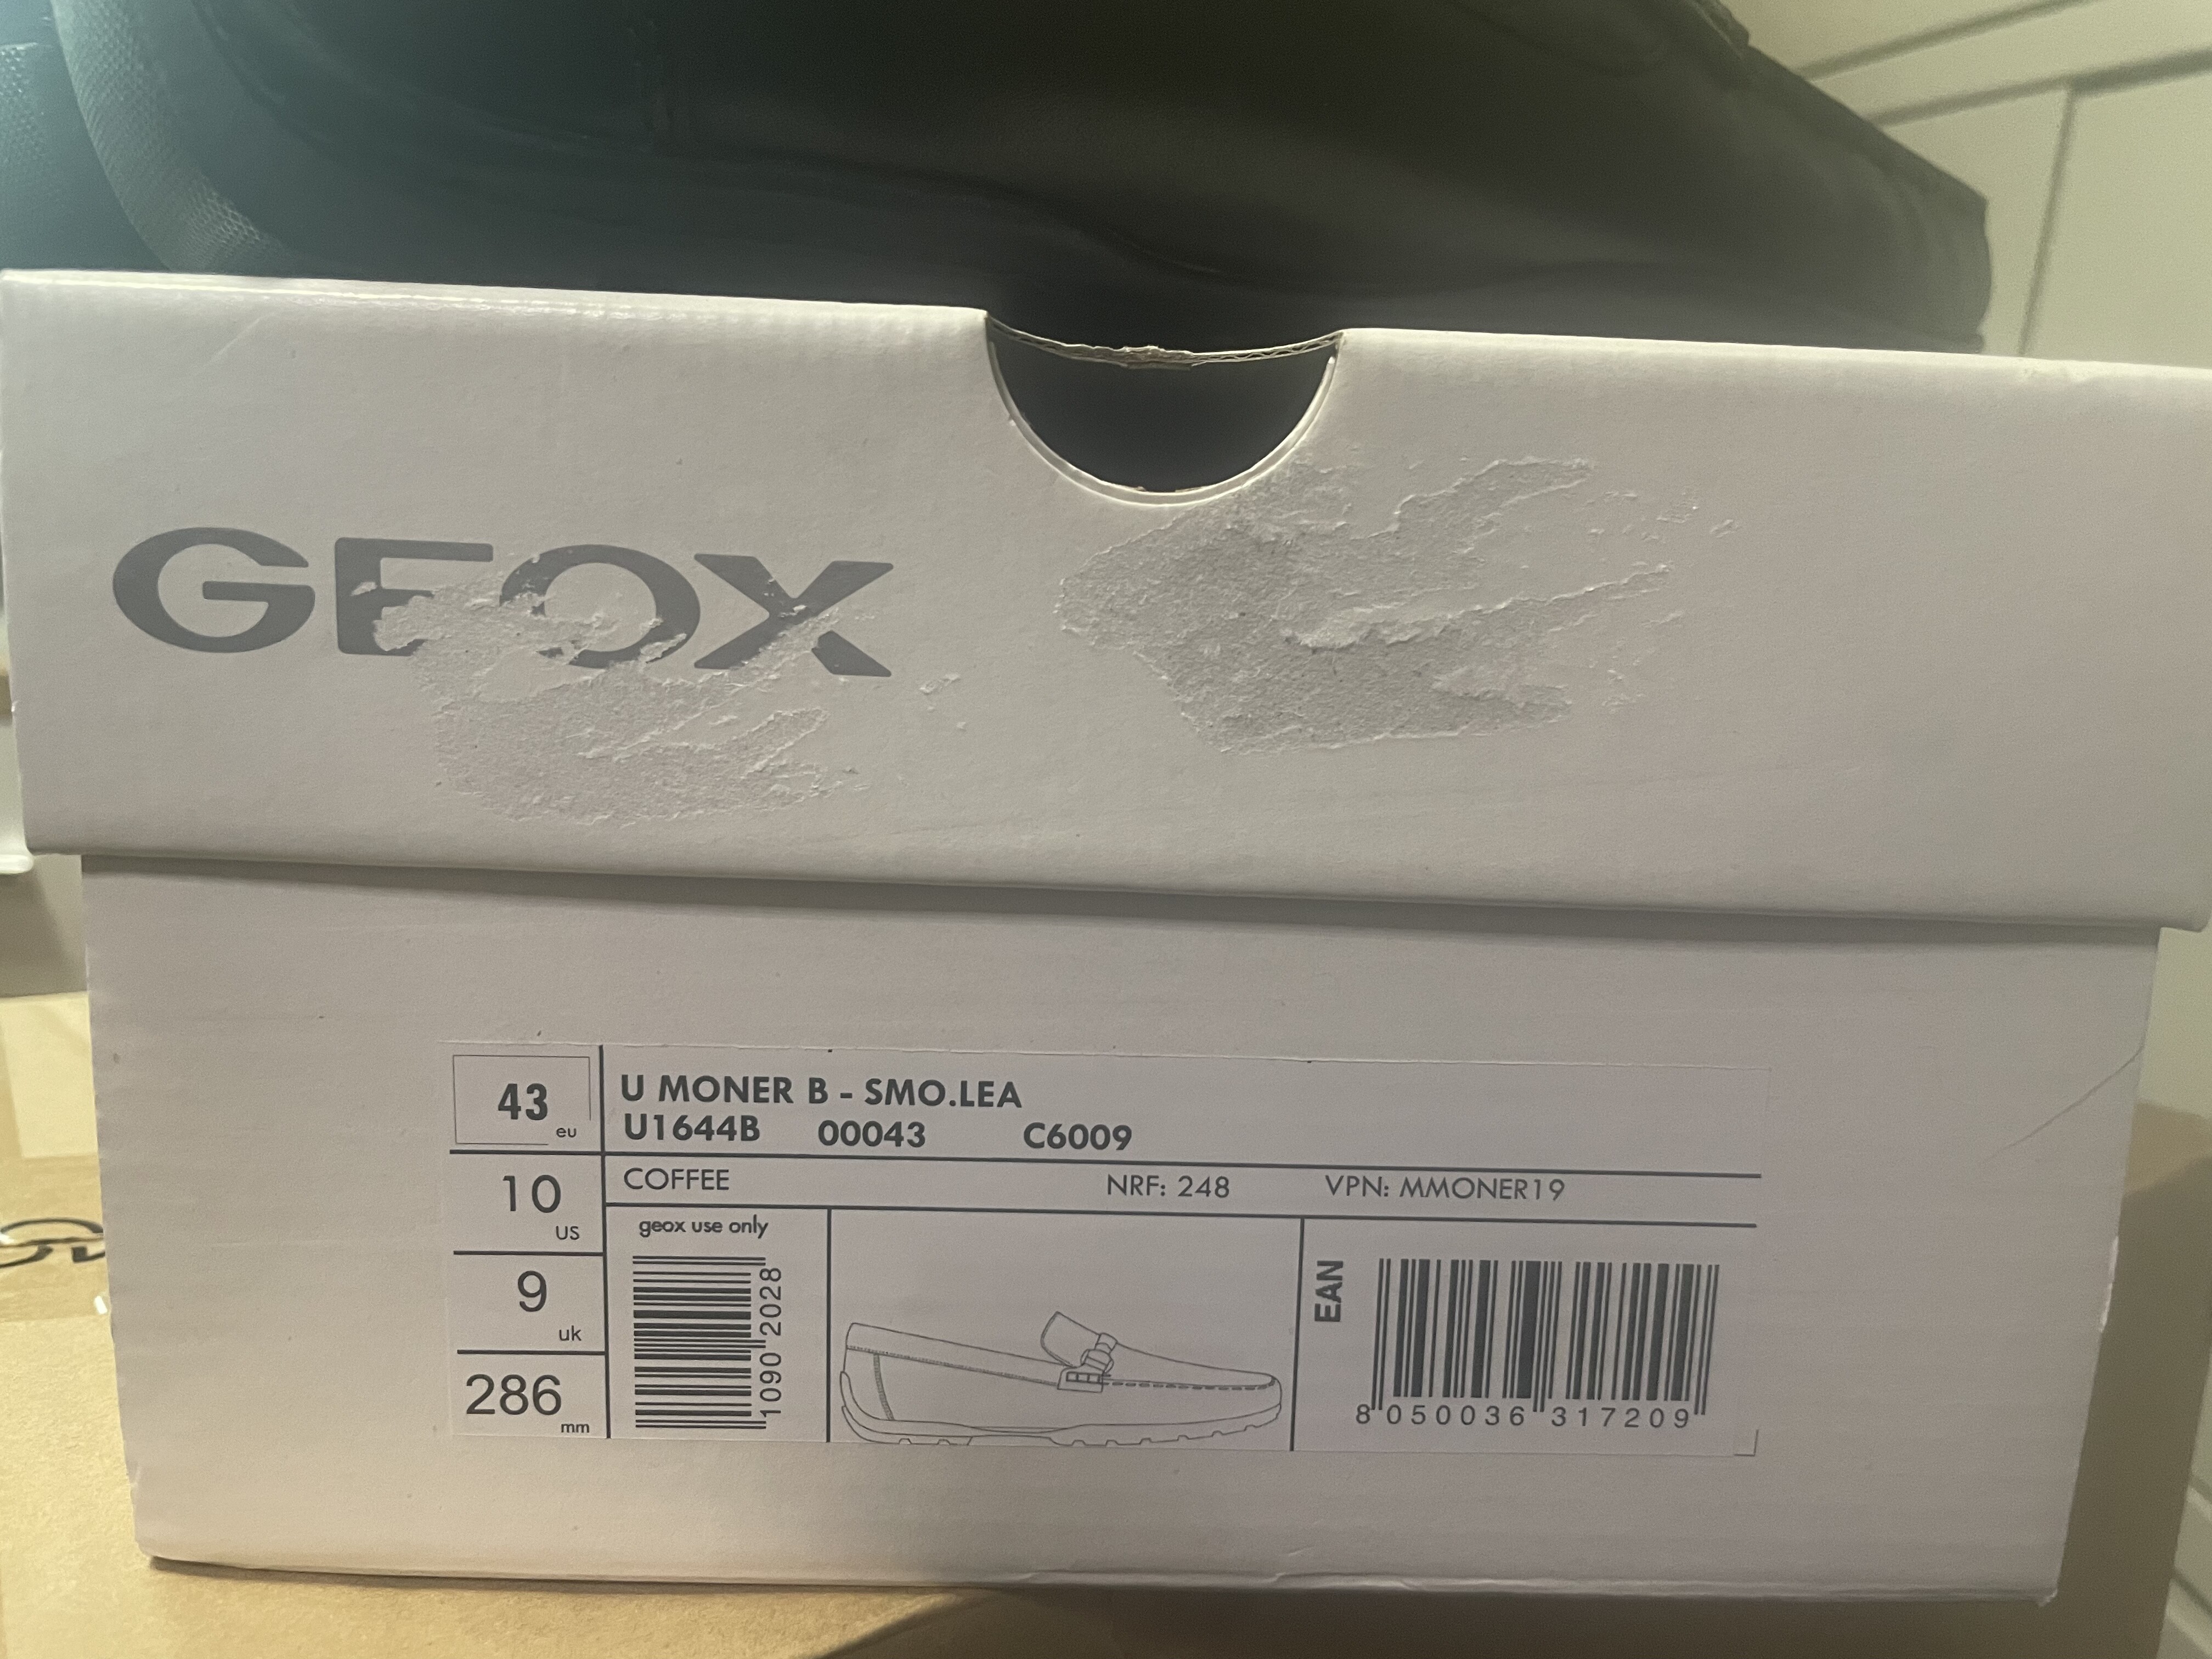 GEOX
43 eu
U MONER B - SMO.LEA
U1644B 00043 C6009
10 US
COFFEE NRF: 248 VPN: MMONER19
9 uk
286 mm
geox use only
1090 2028
EAN
8 050036 317209